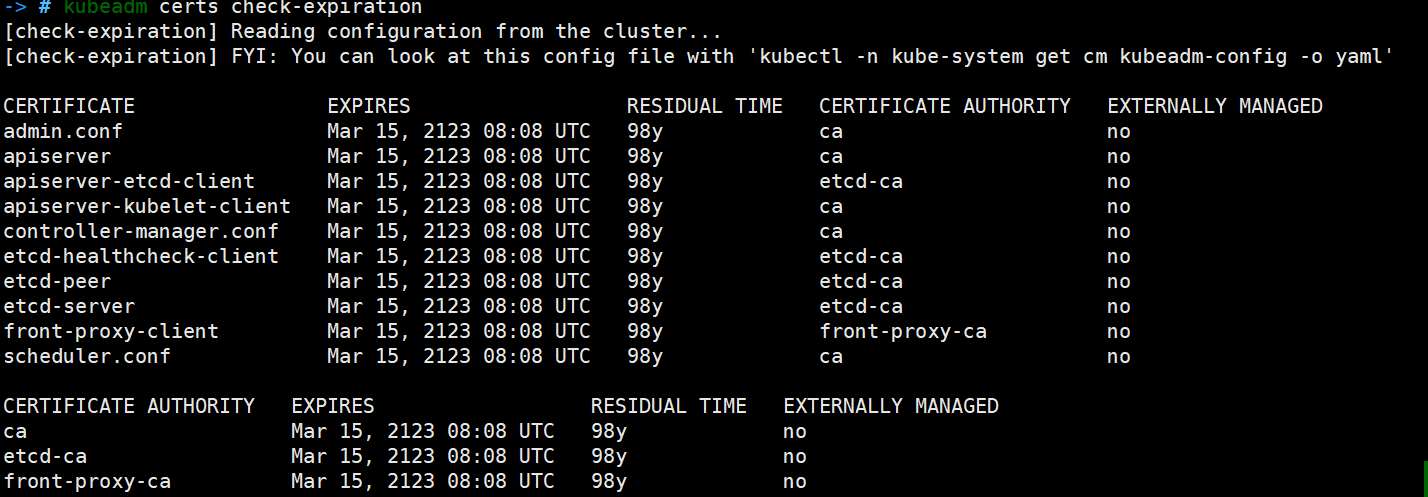 -> # kubeadm certs check-expiration
[check-expiration] Reading configuration from the cluster...
[check-expiration] FYI: You can look at this config file with 'kubectl -n kube-system get cm kubeadm-config -o yaml'

CERTIFICATE                EXPIRES                  RESIDUAL TIME   CERTIFICATE AUTHORITY   EXTERNALLY MANAGED
admin.conf                 Mar 15, 2123 08:08 UTC   98y             ca                      no
apiserver                  Mar 15, 2123 08:08 UTC   98y             ca                      no
apiserver-etcd-client      Mar 15, 2123 08:08 UTC   98y             etcd-ca                 no
apiserver-kubelet-client   Mar 15, 2123 08:08 UTC   98y             ca                      no
controller-manager.conf    Mar 15, 2123 08:08 UTC   98y             ca                      no
etcd-healthcheck-client    Mar 15, 2123 08:08 UTC   98y             etcd-ca                 no
etcd-peer                  Mar 15, 2123 08:08 UTC   98y             etcd-ca                 no
etcd-server                Mar 15, 2123 08:08 UTC   98y             etcd-ca                 no
front-proxy-client         Mar 15, 2123 08:08 UTC   98y             front-proxy-ca          no
scheduler.conf             Mar 15, 2123 08:08 UTC   98y             ca                      no

CERTIFICATE AUTHORITY   EXPIRES                  RESIDUAL TIME   EXTERNALLY MANAGED
ca                      Mar 15, 2123 08:08 UTC   98y             no
etcd-ca                 Mar 15, 2123 08:08 UTC   98y             no
front-proxy-ca          Mar 15, 2123 08:08 UTC   98y             no